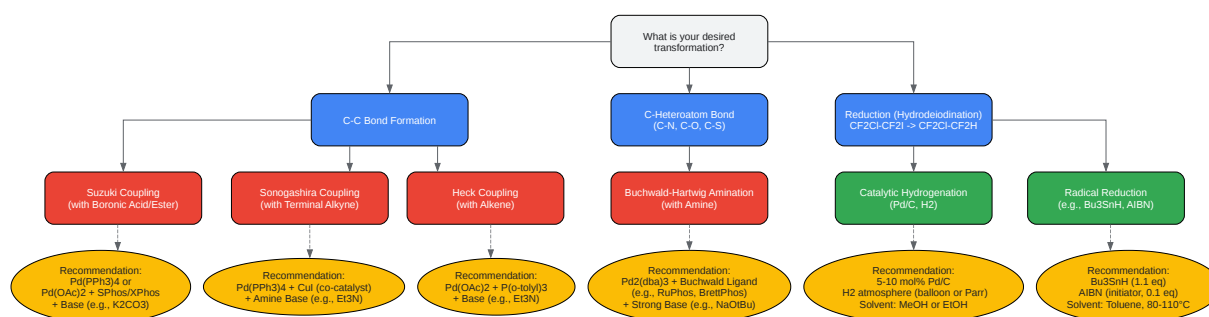 What is your desired
transformation?
C-C Bond Formation
C-Heteroatom Bond
(C-N, C-O, C-S)
Reduction (Hydrodeiodination)
CF2Cl-CF2I -> CF2Cl-CF2H
Suzuki Coupling
(with Boronic Acid/Ester)
Sonogashira Coupling
(with Terminal Alkyne)
Heck Coupling
(with Alkene)
Buchwald-Hartwig Amination
(with Amine)
Catalytic Hydrogenation
(Pd/C, H2)
Radical Reduction
(e.g., Bu3SnH, AIBN)
Recommendation:
Pd(PPh3)4 or
Pd(OAc)2 + SPhos/XPhos
+ Base (e.g., K2CO3)
Recommendation:
Pd(PPh3)4 + CuI (co-catalyst)
+ Amine Base (e.g., Et3N)
Recommendation:
Pd(OAc)2 + P(o-tolyl)3
+ Base (e.g., Et3N)
Recommendation:
Pd2(dba)3 + Buchwald Ligand
(e.g., RuPhos, BrettPhos)
+ Strong Base (e.g., NaOtBu)
Recommendation:
5-10 mol% Pd/C
H2 atmosphere (balloon or Parr)
Solvent: MeOH or EtOH
Recommendation:
Bu3SnH (1.1 eq)
AIBN (initiator, 0.1 eq)
Solvent: Toluene, 80-110°C